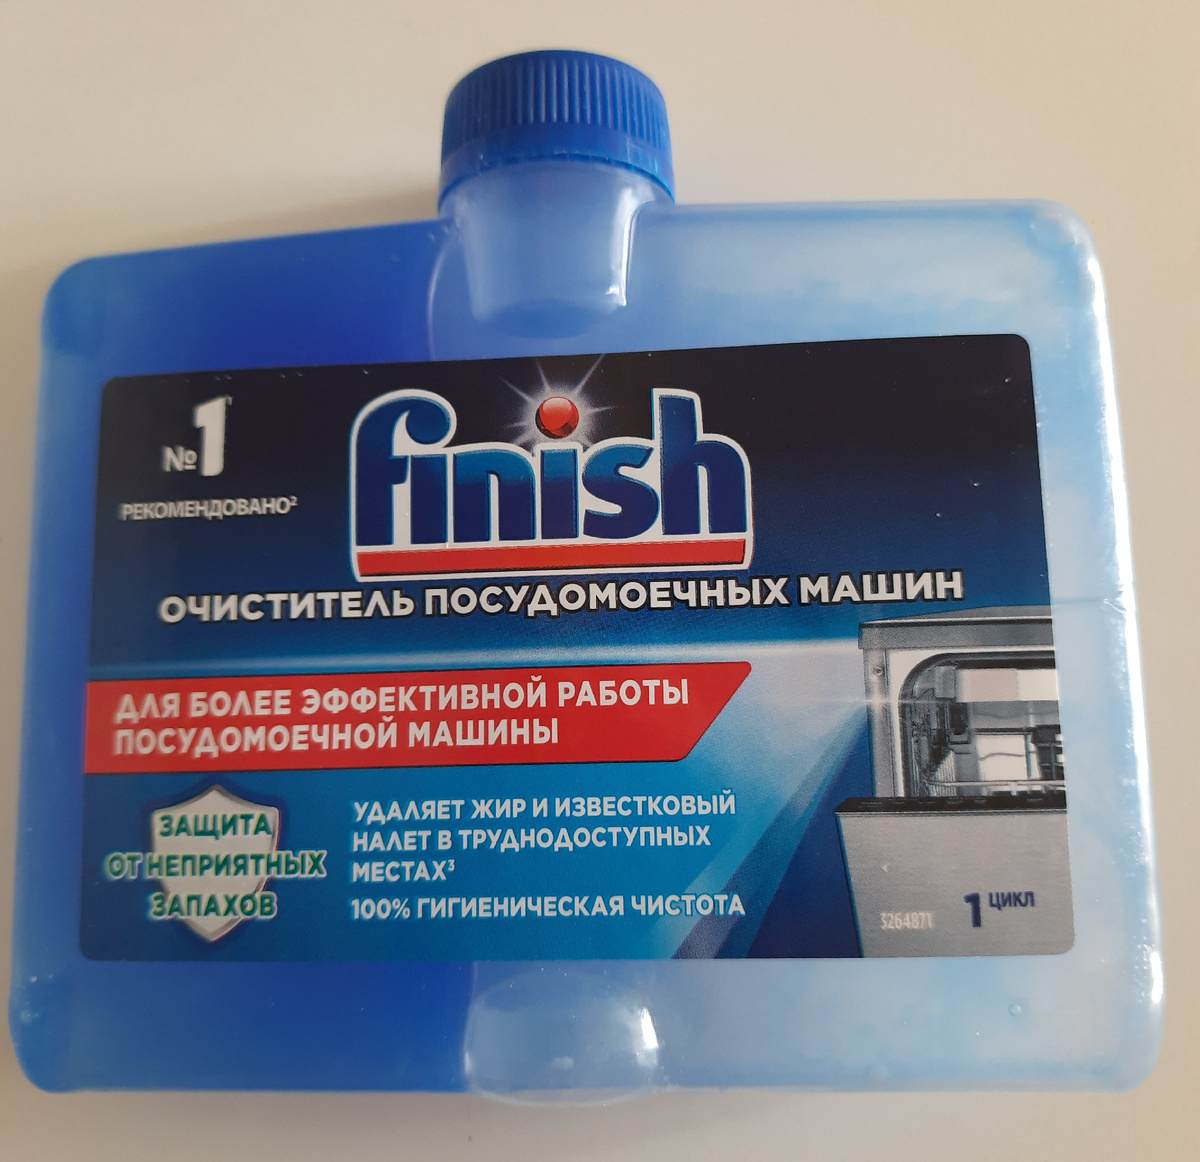 №1
РЕКОМЕНДОВАНО²
finish
ОЧИСТИТЕЛЬ ПОСУДОМОЕЧНЫХ МАШИН
ДЛЯ БОЛЕЕ ЭФФЕКТИВНОЙ РАБОТЫ
ПОСУДОМОЕЧНОЙ МАШИНЫ
ЗАЩИТА
ОТ НЕПРИЯТНЫХ
ЗАПАХОВ
УДАЛЯЕТ ЖИР И ИЗВЕСТКОВЫЙ
НАЛЕТ В ТРУДНОДОСТУПНЫХ
МЕСТАХ³
100% ГИГИЕНИЧЕСКАЯ ЧИСТОТА
3264871
1 ЦИКЛ